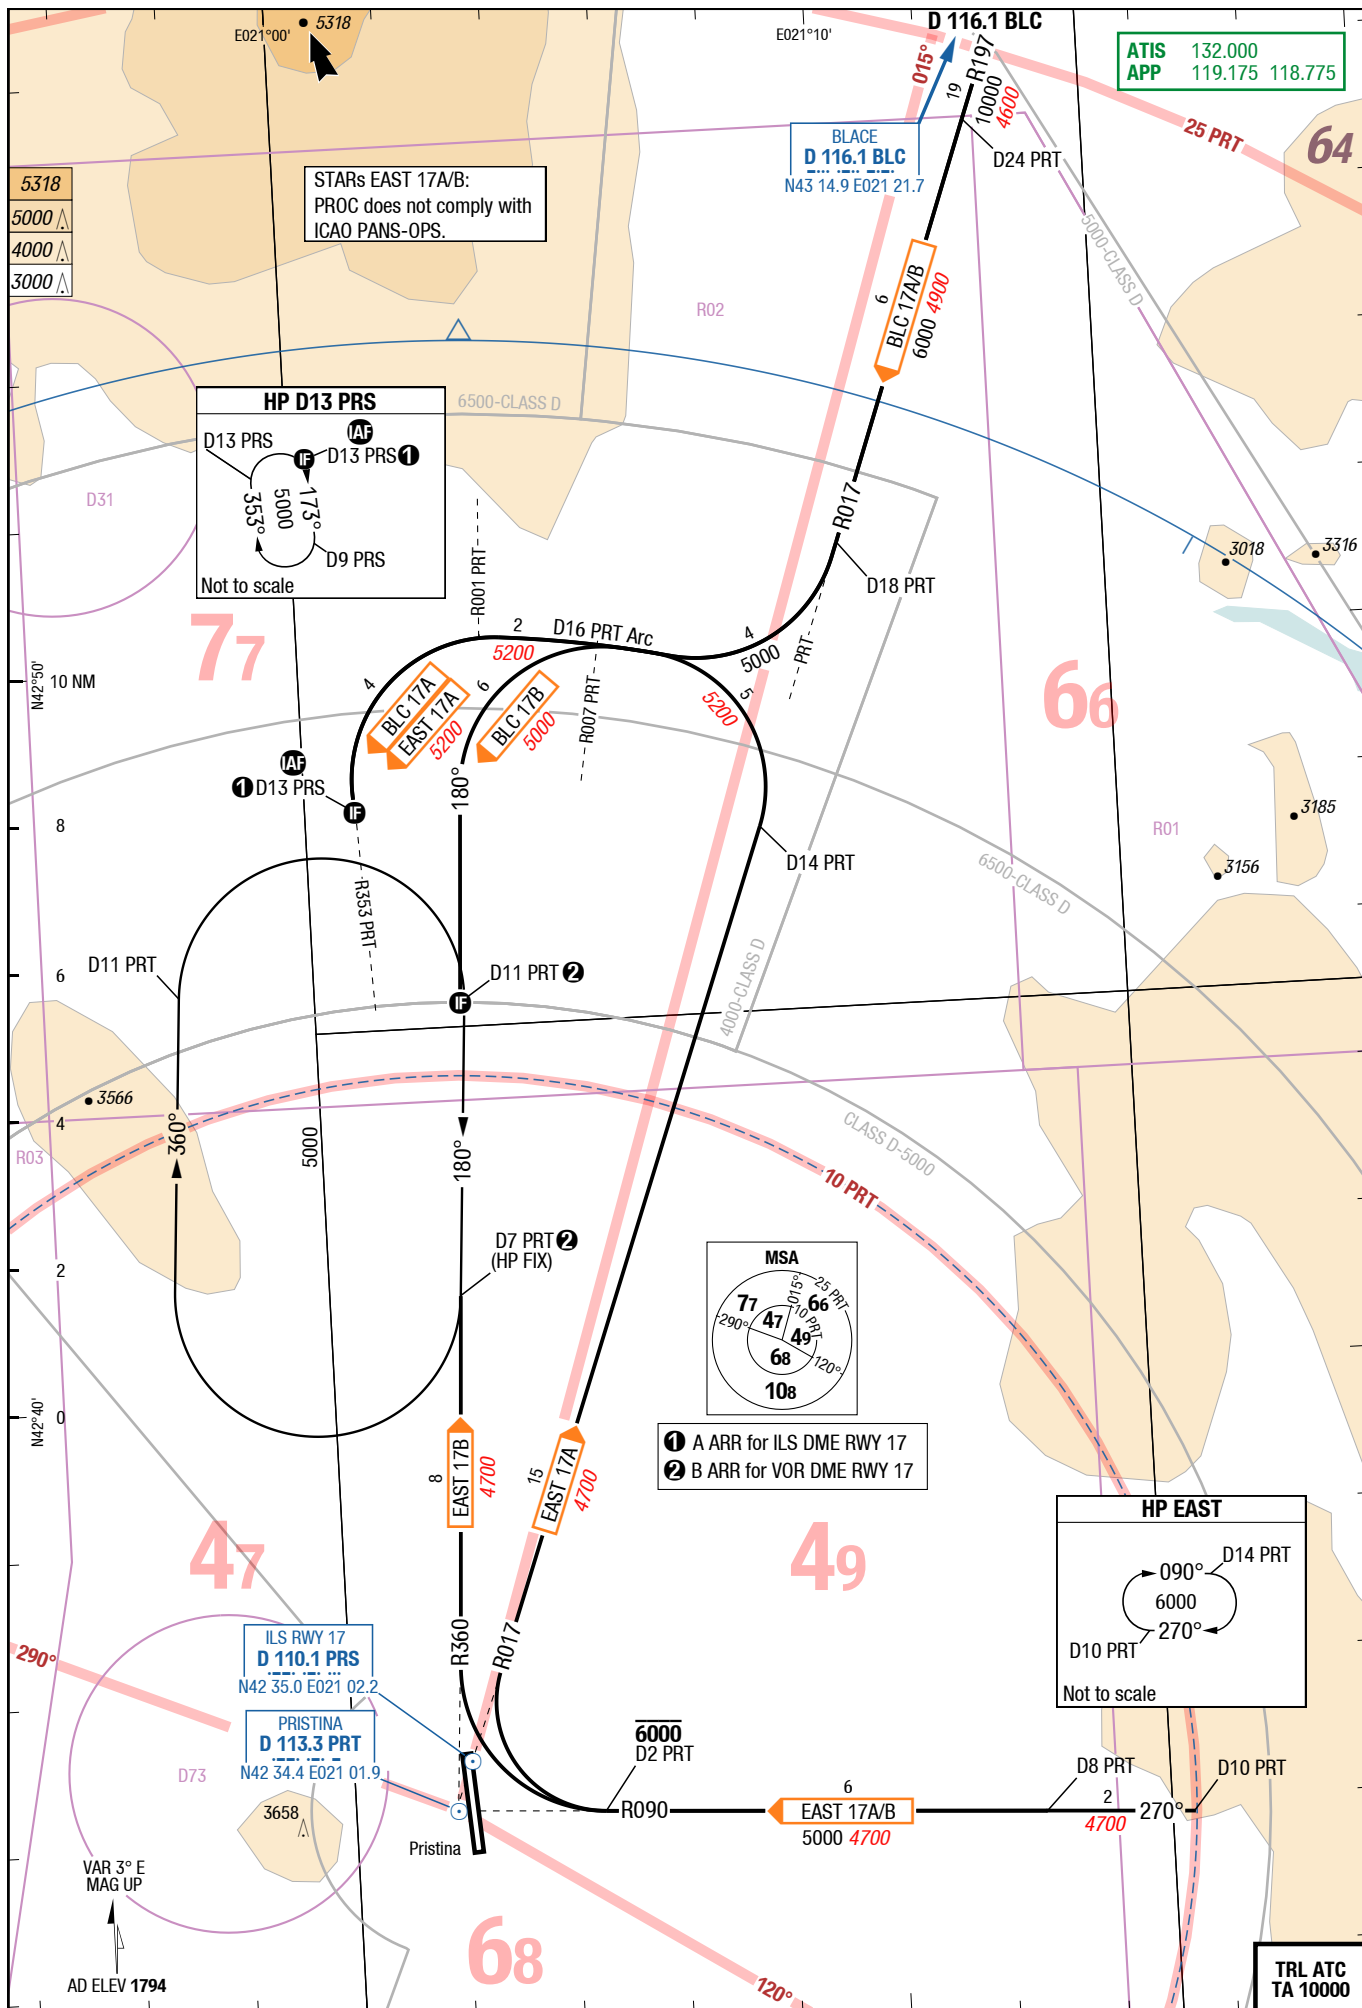 5318
E021°00'
E021°10'
D 116.1 BLC
ATIS 132.000
APP 119.175 118.775
015°
R197
19
10000
4600
25 PRT
64
BLACE
D 116.1 BLC
N43 14.9 E021 21.7
D24 PRT
5318
5000
4000
3000
STARs EAST 17A/B:
PROC does not comply with
ICAO PANS-OPS.
5000-CLASS D
R02
6
BLC 17A/B
6000 4900
6500-CLASS D
HP D13 PRS
IAF
D13 PRS
IF
D13 PRS 1
353°
5000
173°
D9 PRS
Not to scale
D31
R017
3018
3316
D18 PRT
R001 PRT
2
D16 PRT Arc
4
5000
PRT
5200
77
N42°50'
10 NM
4
BLC 17A
EAST 17A
5200
6
BLC 17B
5000
R007 PRT
5200
5
66
IAF
1 D13 PRS
IF
180°
3185
8
R01
D14 PRT
3156
6500-CLASS D
R353 PRT
D11 PRT
6
D11 PRT 2
IF
4000-CLASS D
3566
4
360°
5000
180°
CLASS D-5000
R03
10 PRT
D7 PRT 2
(HP FIX)
2
MSA
77
015°
25 PRT
66
290°
47
10 PRT
49
68
120°
108
N42°40'
0
1 A ARR for ILS DME RWY 17
2 B ARR for VOR DME RWY 17
8
EAST 17B
4700
15
EAST 17A
4700
HP EAST
090°
D14 PRT
6000
D10 PRT
270°
Not to scale
47
49
R360
R017
290°
ILS RWY 17
D 110.1 PRS
N42 35.0 E021 02.2
PRISTINA
D 113.3 PRT
N42 34.4 E021 01.9
6000
D2 PRT
D73
D8 PRT
D10 PRT
3658
R090
6
EAST 17A/B
5000 4700
2
4700
270°
Pristina
VAR 3° E
MAG UP
68
120°
AD ELEV 1794
TRL ATC
TA 10000